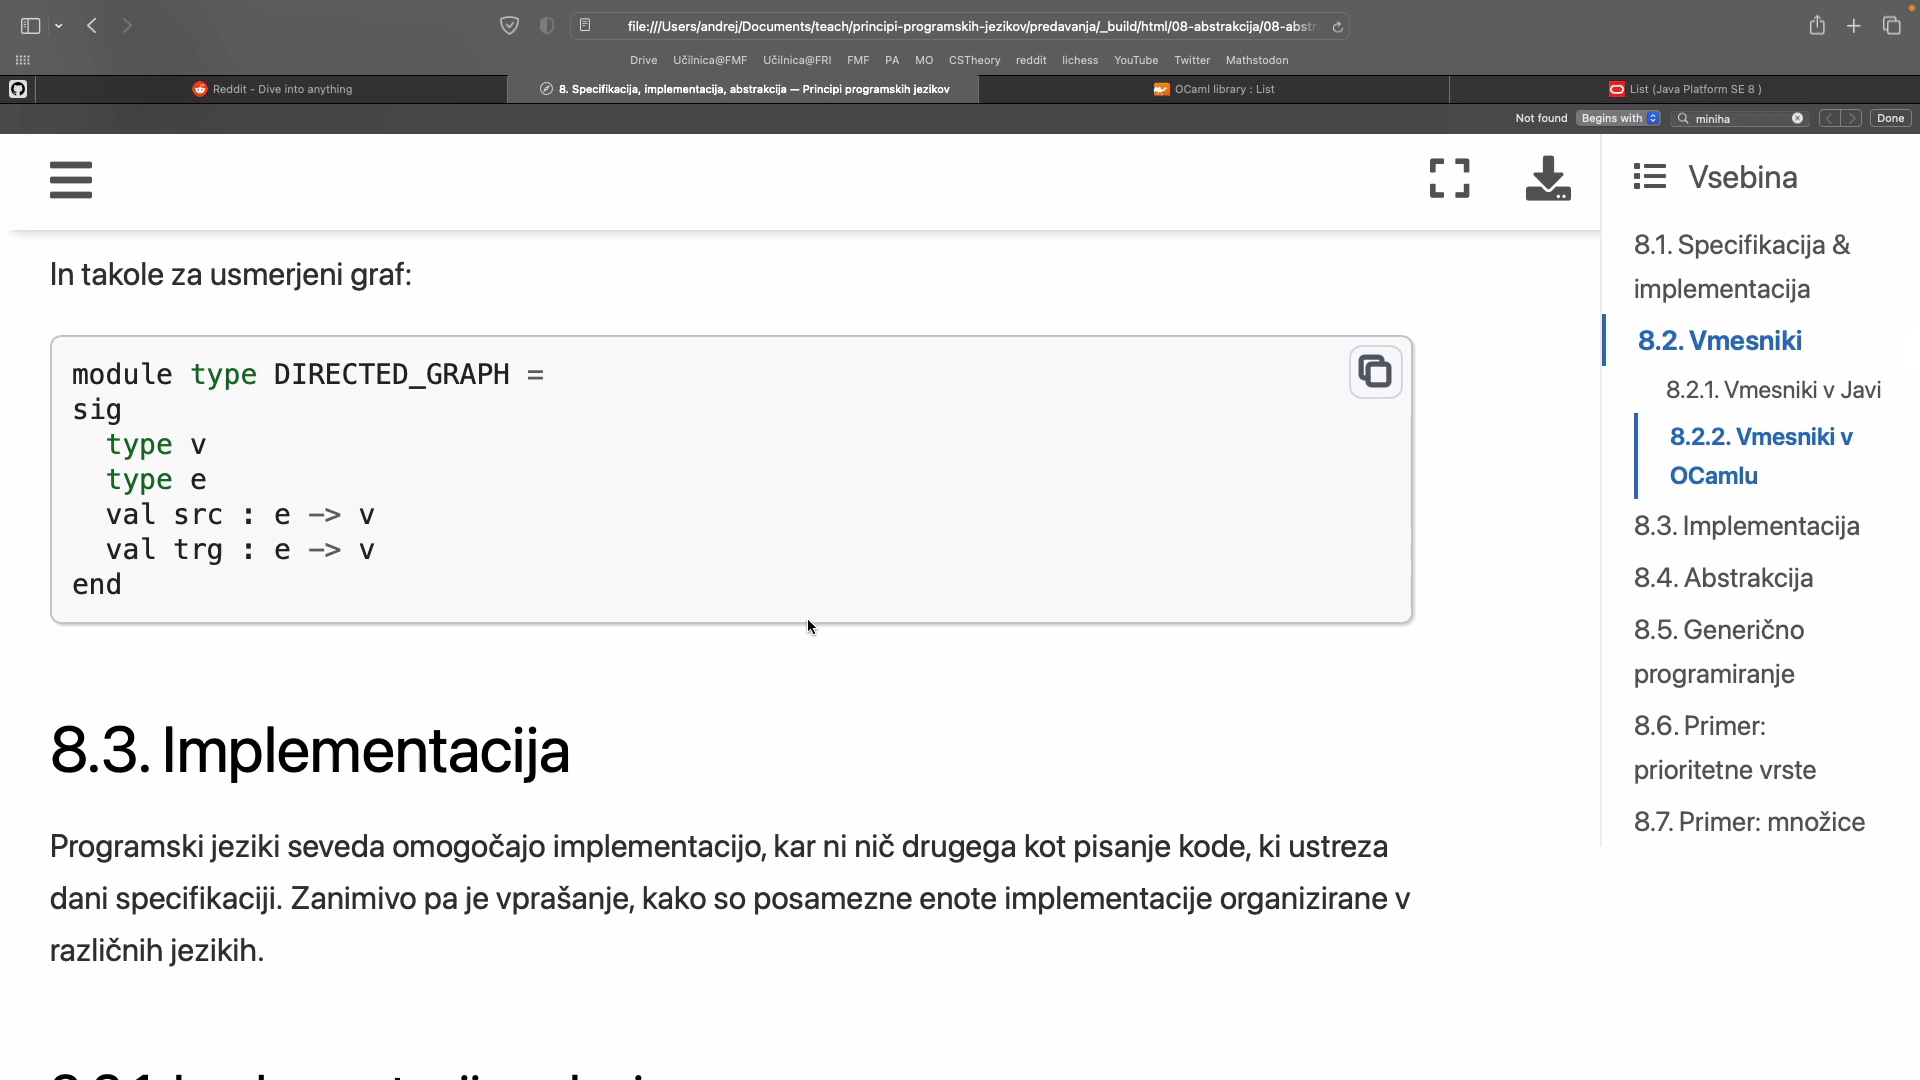 file:///Users/andrej/Documents/teach/principi-programskih-jezikov/predavanja/_build/html/08-abstrakcija/08-abstr
Drive Učilnica@FMF Učilnica@FRI FMF PA MO CSTheory reddit lichess YouTube Twitter Mathstodon
Reddit - Dive into anything
8. Specifikacija, implementacija, abstrakcija — Principi programskih jezikov
OCaml library : List
List (Java Platform SE 8 )
Not found Begins with miniha Done
In takole za usmerjeni graf:
module type DIRECTED_GRAPH =
sig
  type v
  type e
  val src : e -> v
  val trg : e -> v
end
8.3. Implementacija
Programski jeziki seveda omogočajo implementacijo, kar ni nič drugega kot pisanje kode, ki ustreza
dani specifikaciji. Zanimivo pa je vprašanje, kako so posamezne enote implementacije organizirane v
različnih jezikih.
Vsebina
8.1. Specifikacija &
implementacija
8.2. Vmesniki
8.2.1. Vmesniki v Javi
8.2.2. Vmesniki v
OCamlu
8.3. Implementacija
8.4. Abstrakcija
8.5. Generično
programiranje
8.6. Primer:
prioritetne vrste
8.7. Primer: množice